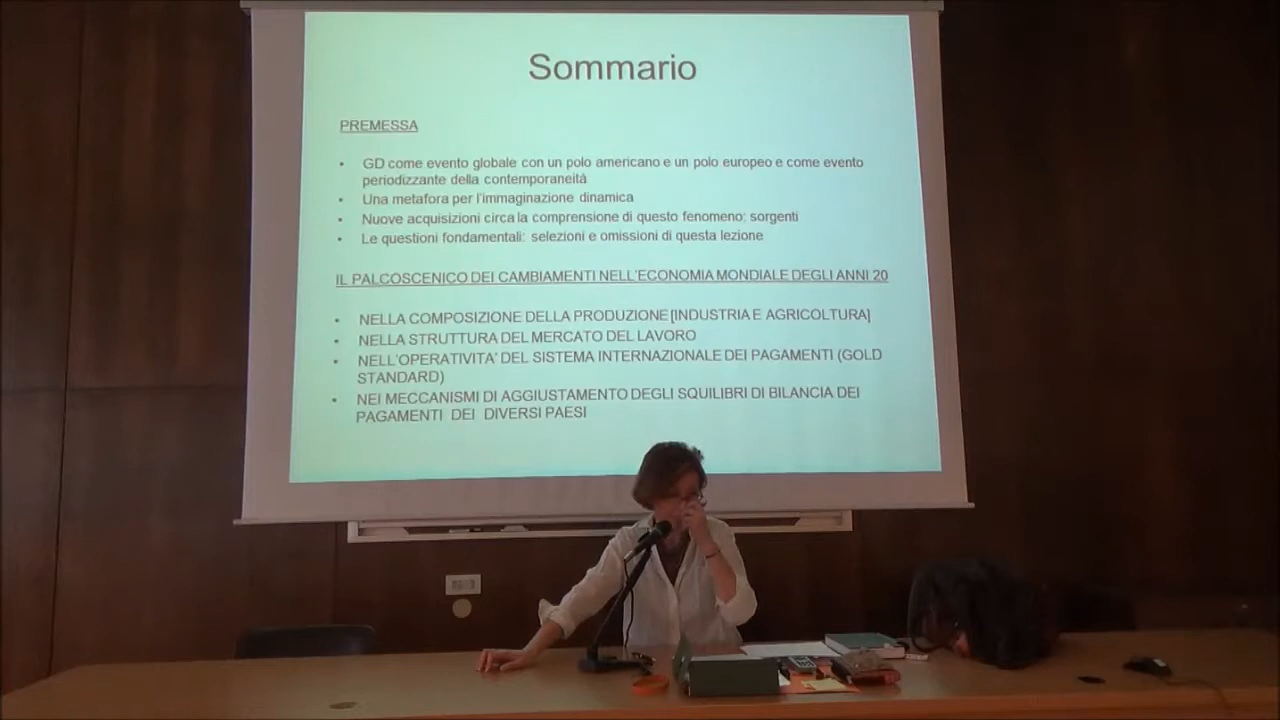 Sommario
PREMESSA
• GD come evento globale con un polo americano e un polo europeo e come evento
periodizzante della contemporaneità
• Una metafora per l'immaginazione dinamica
• Nuove acquisizioni circa la comprensione di questo fenomeno: sorgenti
• Le questioni fondamentali: selezioni e omissioni di questa lezione
IL PALCOSCENICO DEI CAMBIAMENTI NELL'ECONOMIA MONDIALE DEGLI ANNI 20
• NELLA COMPOSIZIONE DELLA PRODUZIONE [INDUSTRIA E AGRICOLTURA]
• NELLA STRUTTURA DEL MERCATO DEL LAVORO
• NELL'OPERATIVITA' DEL SISTEMA INTERNAZIONALE DEI PAGAMENTI (GOLD
STANDARD)
• NEI MECCANISMI DI AGGIUSTAMENTO DEGLI SQUILIBRI DI BILANCIA DEI
PAGAMENTI DEI DIVERSI PAESI